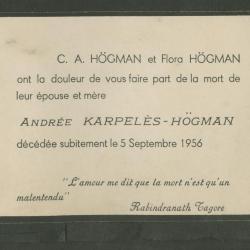 C. A. HÖGMAN et Flora HÖGMAN
ont la douleur de vous faire part de la mort de
leur épouse et mère
ANDRÉE KARPELÈS-HÖGMAN
décédée subitement le 5 Septembre 1956
"L'amour me dit que la mort n'est qu'un
malentendu"
Rabindranath Tagore